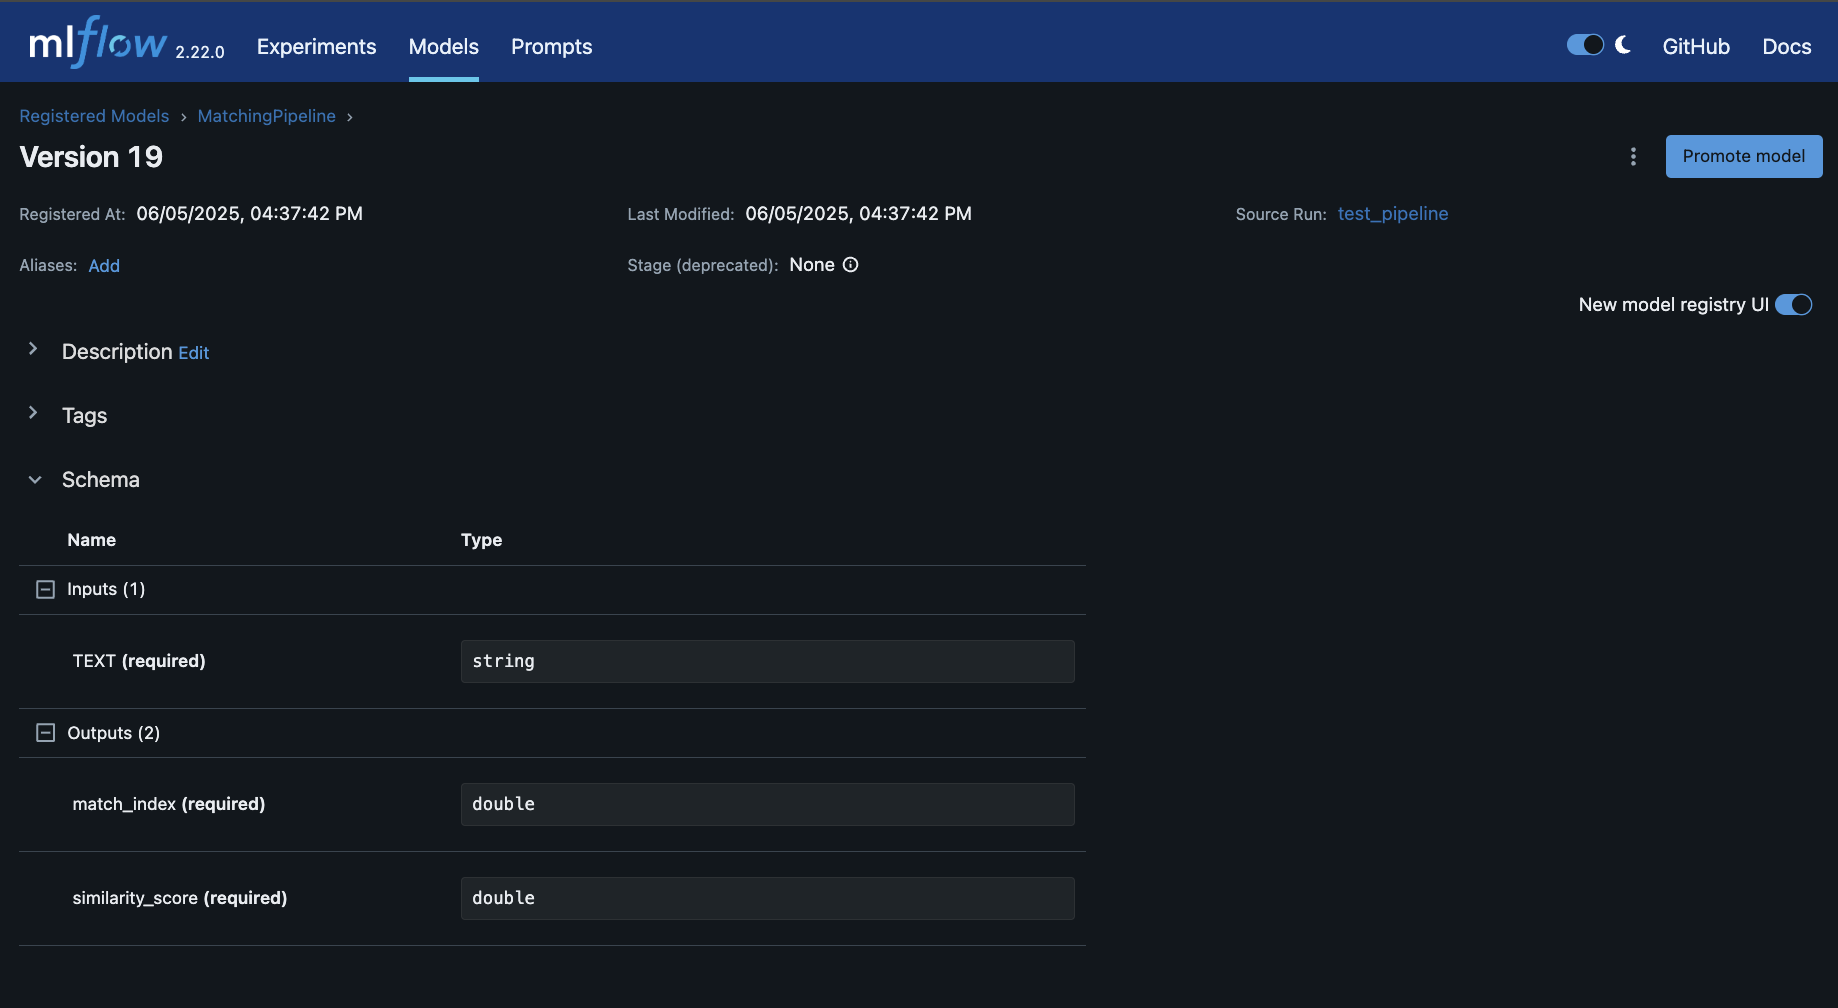 mlflow 2.22.0 Experiments Models Prompts GitHub Docs
Registered Models > MatchingPipeline >
Version 19
Promote model
Registered At: 06/05/2025, 04:37:42 PM Last Modified: 06/05/2025, 04:37:42 PM Source Run: test_pipeline
Aliases: Add Stage (deprecated): None
New model registry UI
Description Edit
Tags
Schema
Name Type
Inputs (1)
TEXT (required) string
Outputs (2)
match_index (required) double
similarity_score (required) double